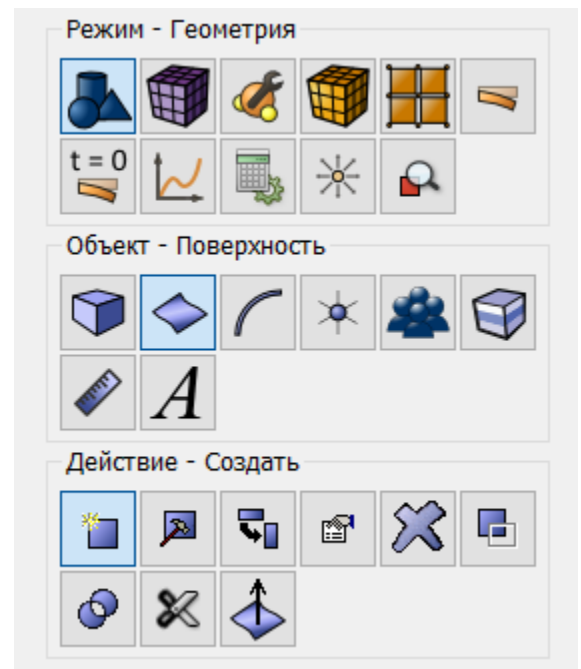 Режим - Геометрия
t = 0
Объект - Поверхность
A
Действие - Создать